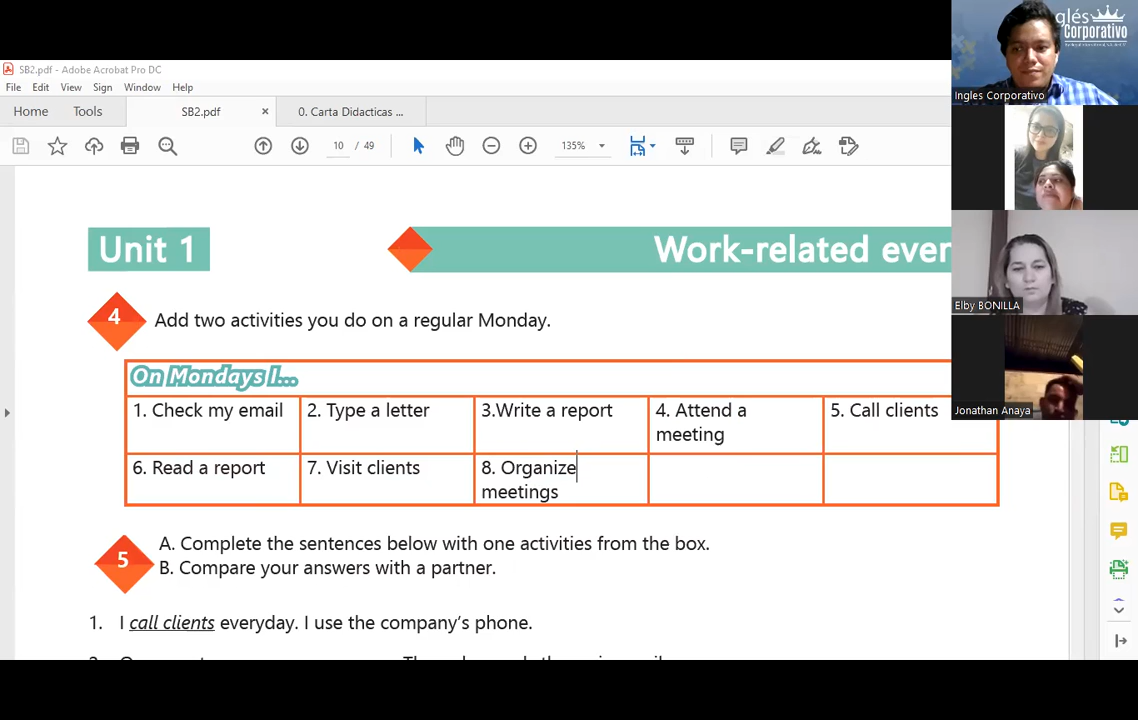 SB2.pdf - Adobe Acrobat Pro DC
File Edit View Sign Window Help
Home Tools SB2.pdf × 0. Carta Didacticas ...
10 / 49 135%
Unit 1
Work-related ever
4 Add two activities you do on a regular Monday.
On Mondays I...
1. Check my email 2. Type a letter 3.Write a report 4. Attend a meeting 5. Call clients
6. Read a report 7. Visit clients 8. Organize meetings
5 A. Complete the sentences below with one activities from the box.
B. Compare your answers with a partner.
1. I call clients everyday. I use the company's phone.
glés
Corporativo
Ingles Corporativo
Elby BONILLA
Jonathan Anaya